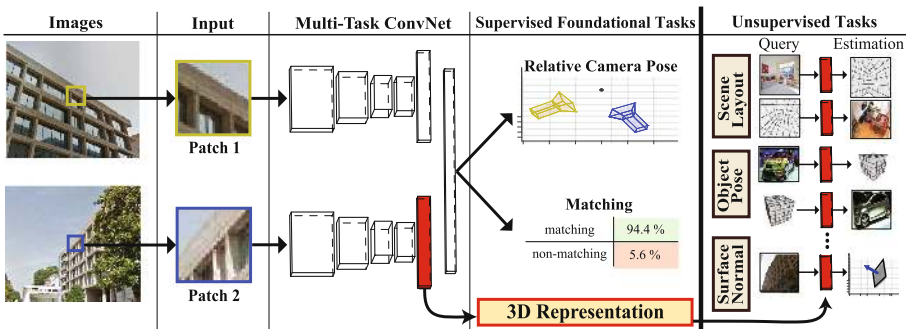 Images
Input
Multi-Task ConvNet
Supervised Foundational Tasks
Unsupervised Tasks
Patch 1
Patch 2
Relative Camera Pose
Matching
matching 94.4 %
non-matching 5.6 %
3D Representation
Query Estimation
Scene
Layout
Object
Pose
Surface
Normal